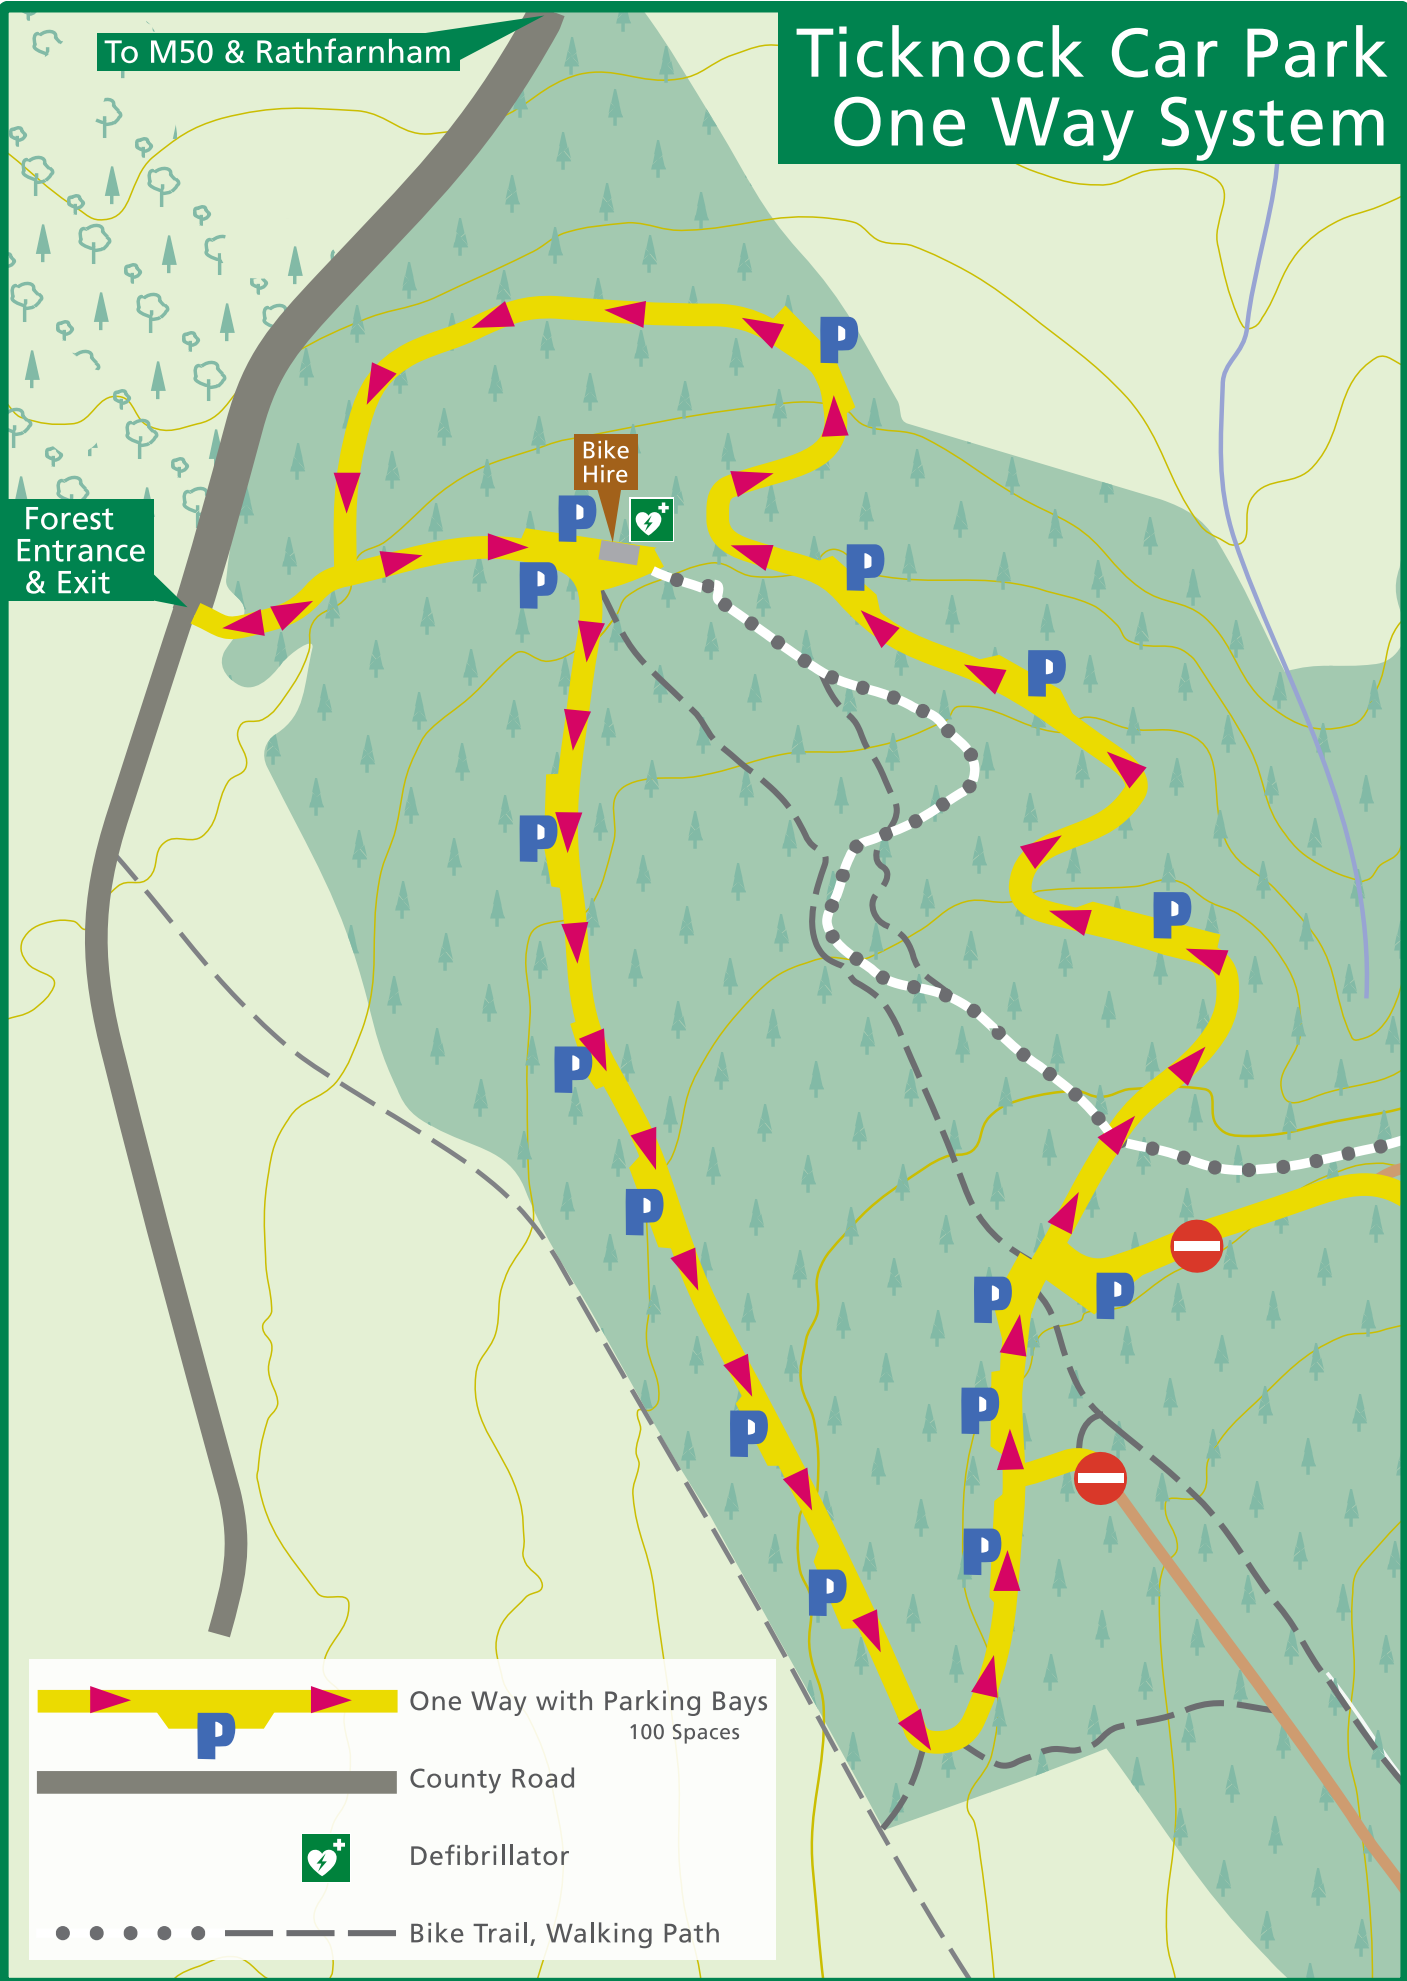 To M50 & Rathfarnham
Ticknock Car Park
One Way System
P
Bike
Hire
P
P
P
Forest
Entrance
& Exit
P
P
P
P
P
P
P
P
P
P
P
P
One Way with Parking Bays
100 Spaces
P
County Road
Defibrillator
Bike Trail, Walking Path